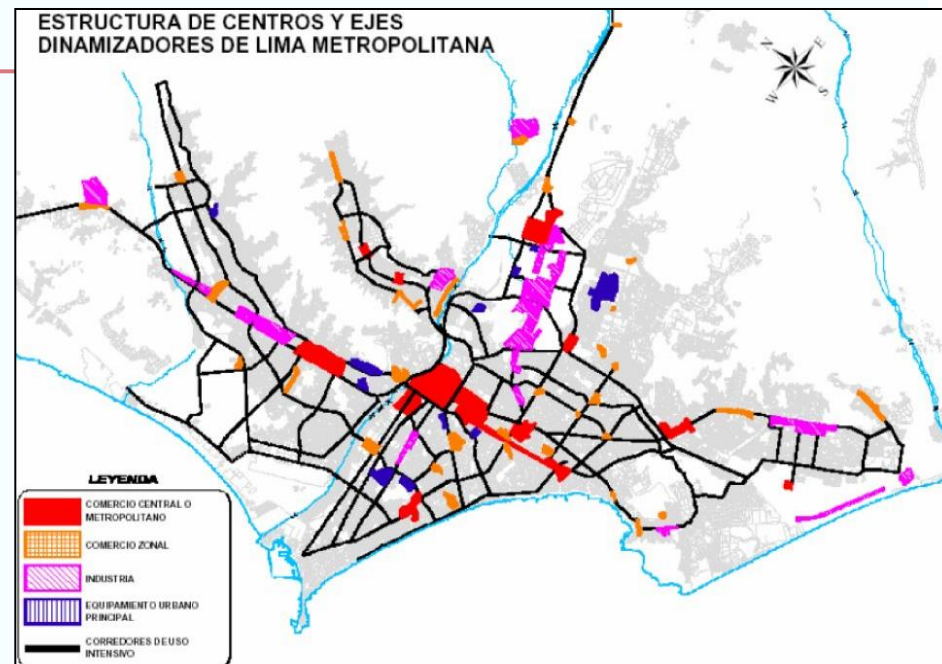 ESTRUCTURA DE CENTROS Y EJES
DINAMIZADORES DE LIMA METROPOLITANA
N
E
W
S
LEYENDA
COMERCIO CENTRAL O
METROPOLITANO
COMERCIO ZONAL
INDUSTRIA
EQUIPAMIENTO URBANO
PRINCIPAL
CORREDORES DE USO
INTENSIVO